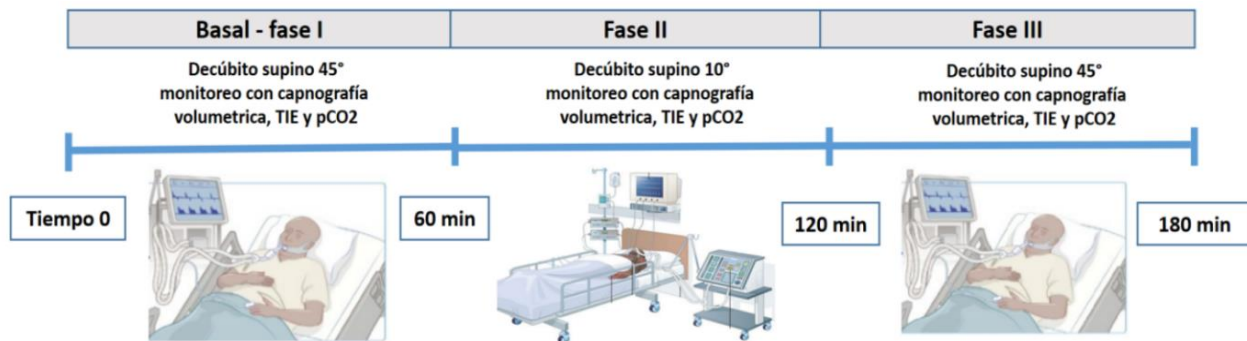 Basal - fase I
Fase II
Fase III
Decúbito supino 45°
monitoreo con capnografía
volumetrica, TIE y pCO2
Decúbito supino 10°
monitoreo con capnografía
volumetrica, TIE y pCO2
Decúbito supino 45°
monitoreo con capnografía
volumetrica, TIE y pCO2
Tiempo 0
60 min
120 min
180 min